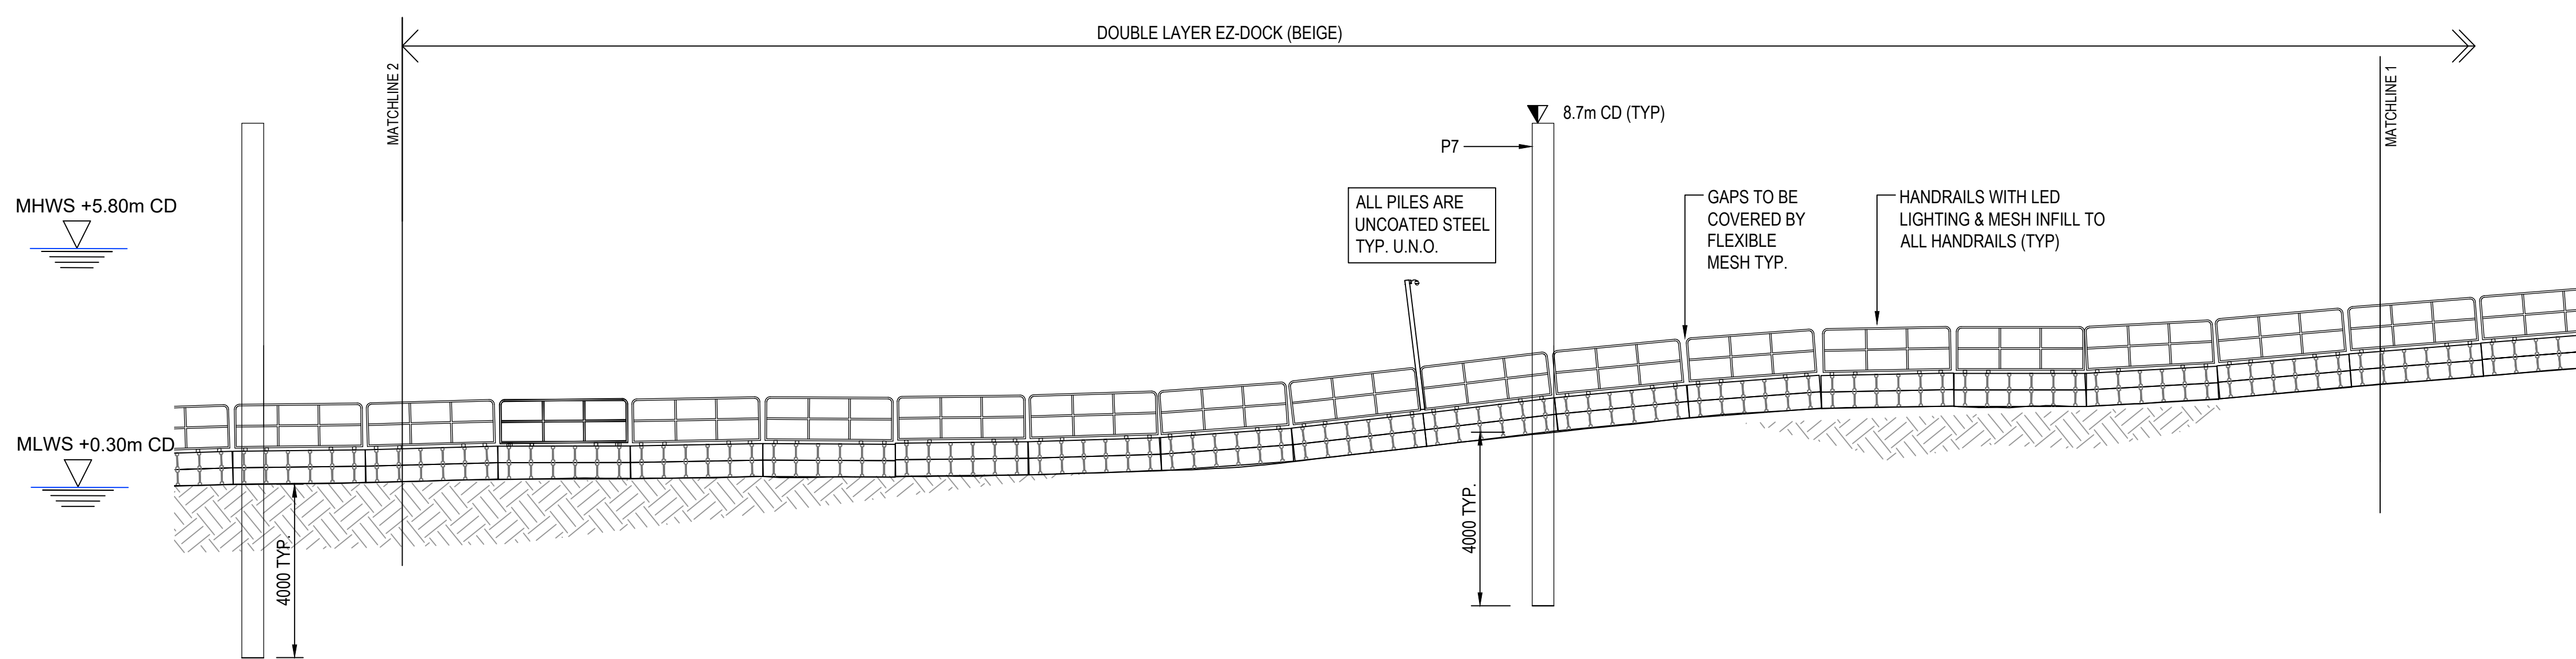 DOUBLE LAYER EZ-DOCK (BEIGE)
MATCHLINE 2
MATCHLINE 1
8.7m CD (TYP)
P7
MHWS +5.80m CD
ALL PILES ARE
UNCOATED STEEL
TYP. U.N.O.
GAPS TO BE
COVERED BY
FLEXIBLE
MESH TYP.
HANDRAILS WITH LED
LIGHTING & MESH INFILL TO
ALL HANDRAILS (TYP)
MLWS +0.30m CD
4000 TYP.
4000 TYP.